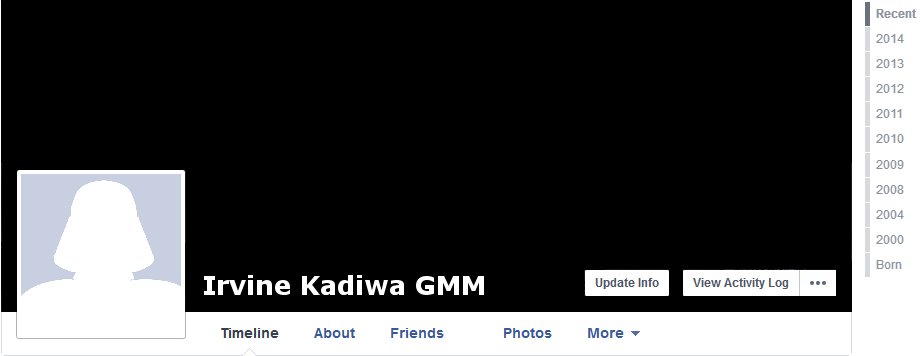 Irvine Kadiwa GMM
Update Info
View Activity Log
Timeline About Friends Photos More
Recent
2014
2013
2012
2011
2010
2009
2008
2004
2000
Born